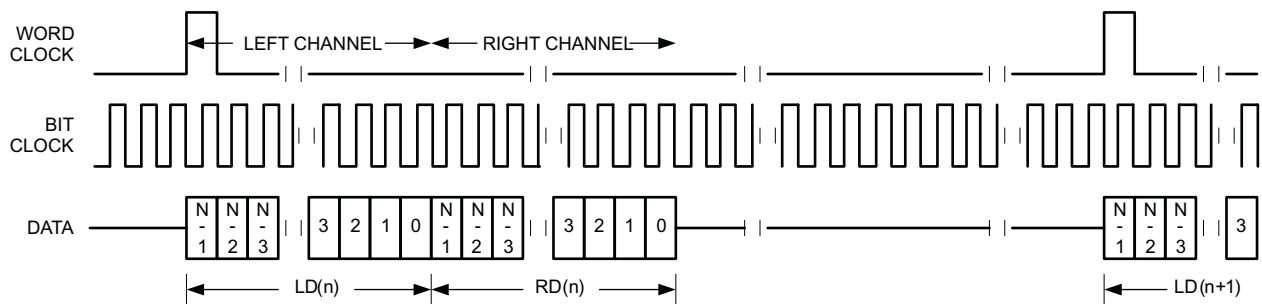 WORD
CLOCK
LEFT CHANNEL
RIGHT CHANNEL
BIT
CLOCK
DATA
N-1
N-2
N-3
3
2
1
0
N-1
N-2
N-3
3
2
1
0
N-1
N-2
N-3
3
LD(n)
RD(n)
LD(n+1)